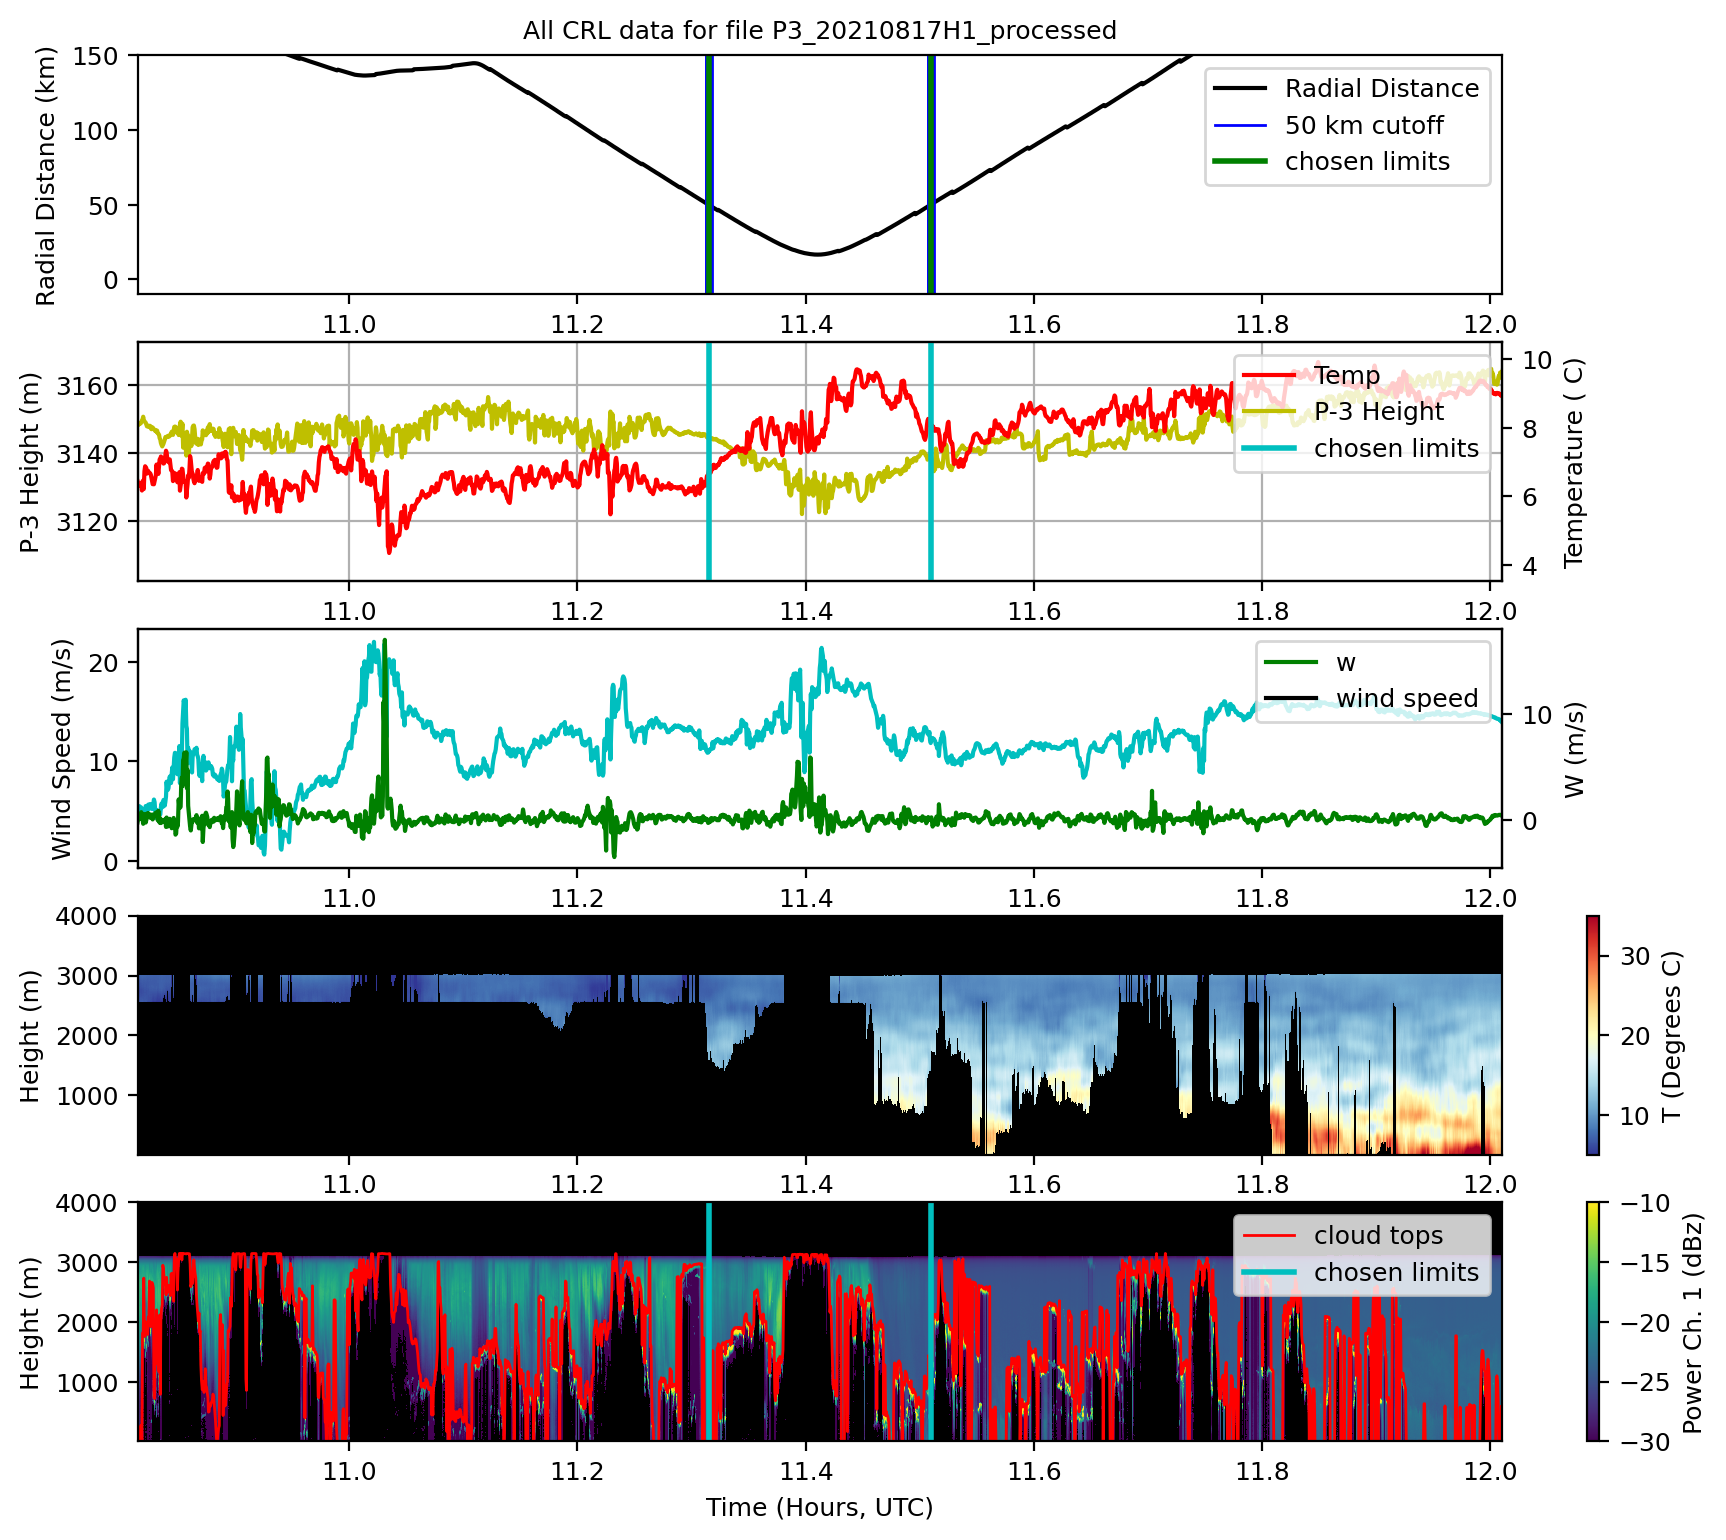 All CRL data for file P3_20210817H1_processed
150
100
50
0
Radial Distance (km)
Radial Distance
50 km cutoff
chosen limits
11.0 11.2 11.4 11.6 11.8 12.0
3160
3140
3120
P-3 Height (m)
Temp
P-3 Height
chosen limits
10
8
6
4
Temperature ( C)
11.0 11.2 11.4 11.6 11.8 12.0
20
10
0
Wind Speed (m/s)
w
wind speed
10
0
W (m/s)
11.0 11.2 11.4 11.6 11.8 12.0
4000
3000
2000
1000
Height (m)
30
20
10
T (Degrees C)
11.0 11.2 11.4 11.6 11.8 12.0
4000
3000
2000
1000
Height (m)
cloud tops
chosen limits
−10
−15
−20
−25
−30
Power Ch. 1 (dBz)
11.0 11.2 11.4 11.6 11.8 12.0
Time (Hours, UTC)